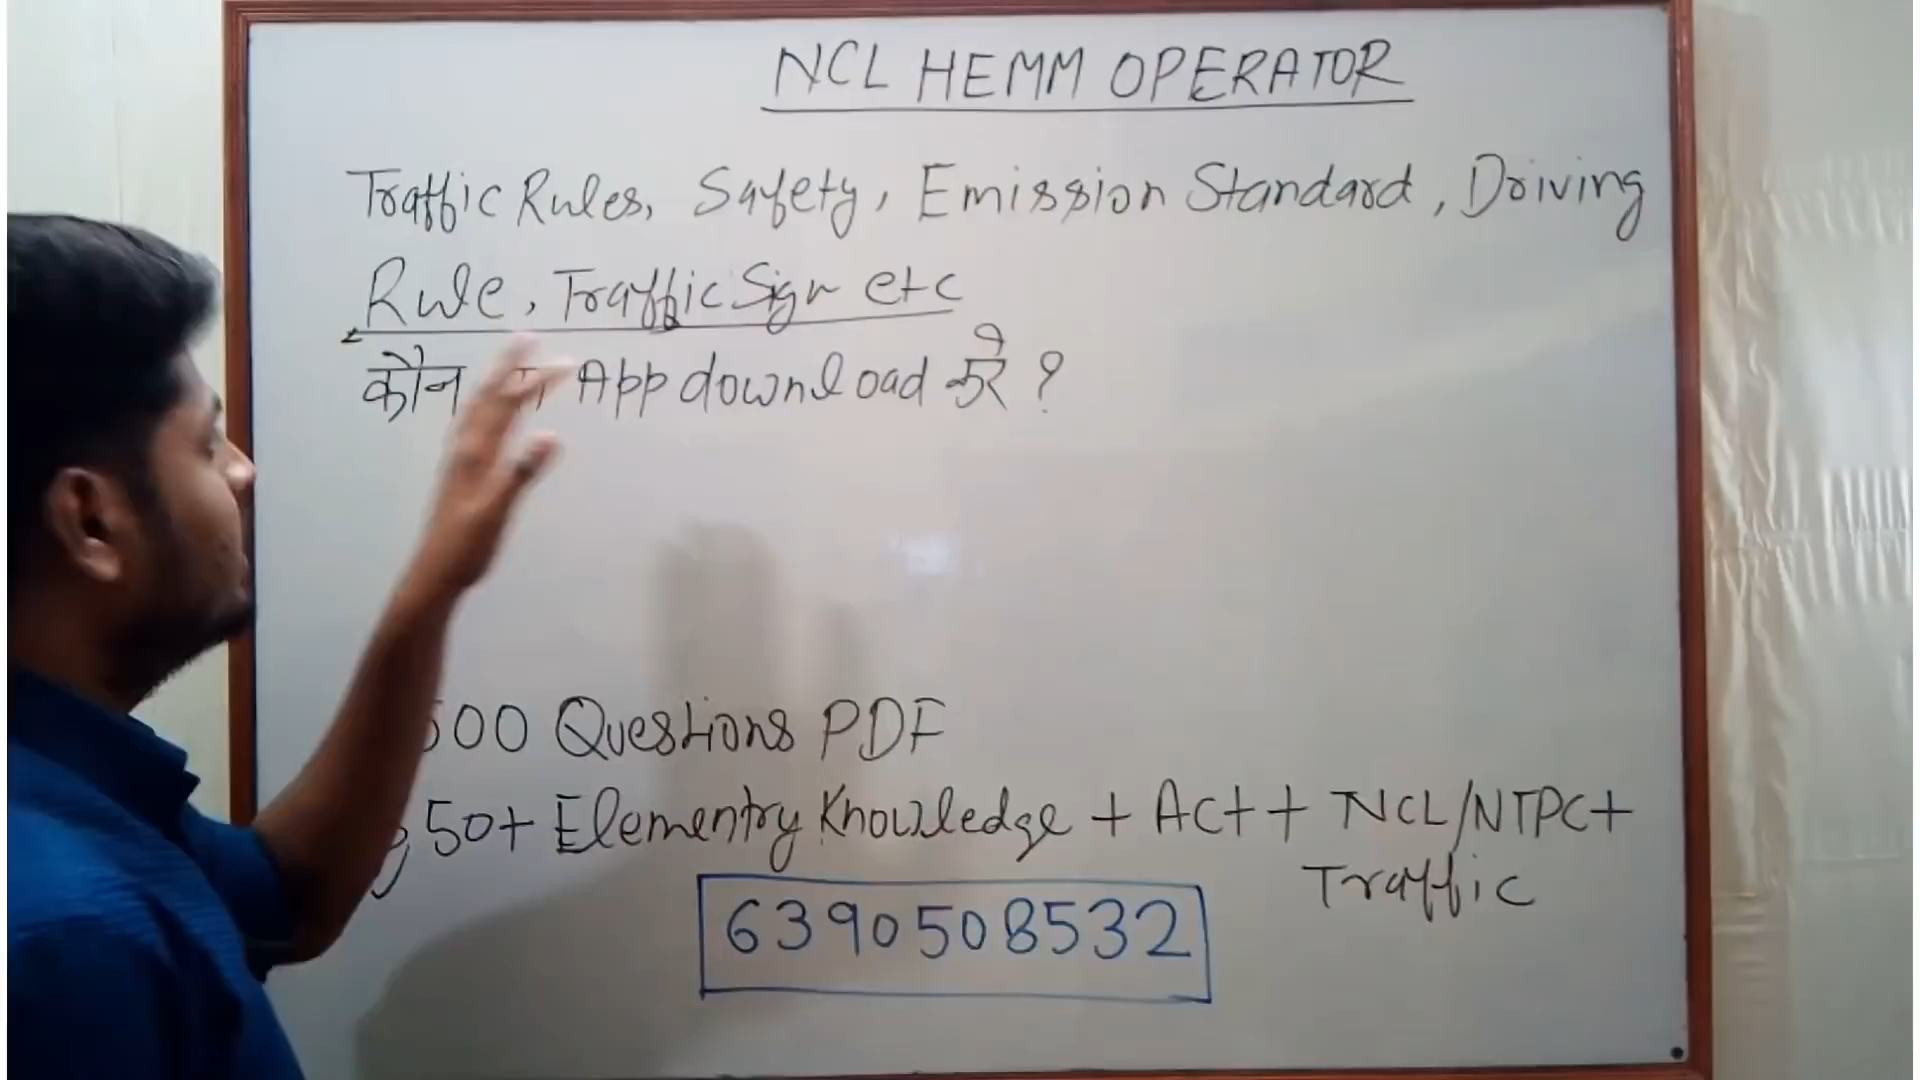 NCL HEMM OPERATOR
Traffic Rules, Safety, Emission Standard, Driving
Rule, Traffic Sign etc
कौन App download करे ?
500 Questions PDF
50+ Elementry Knowledge + Act + NCL/NTPC +
Traffic
6390508532